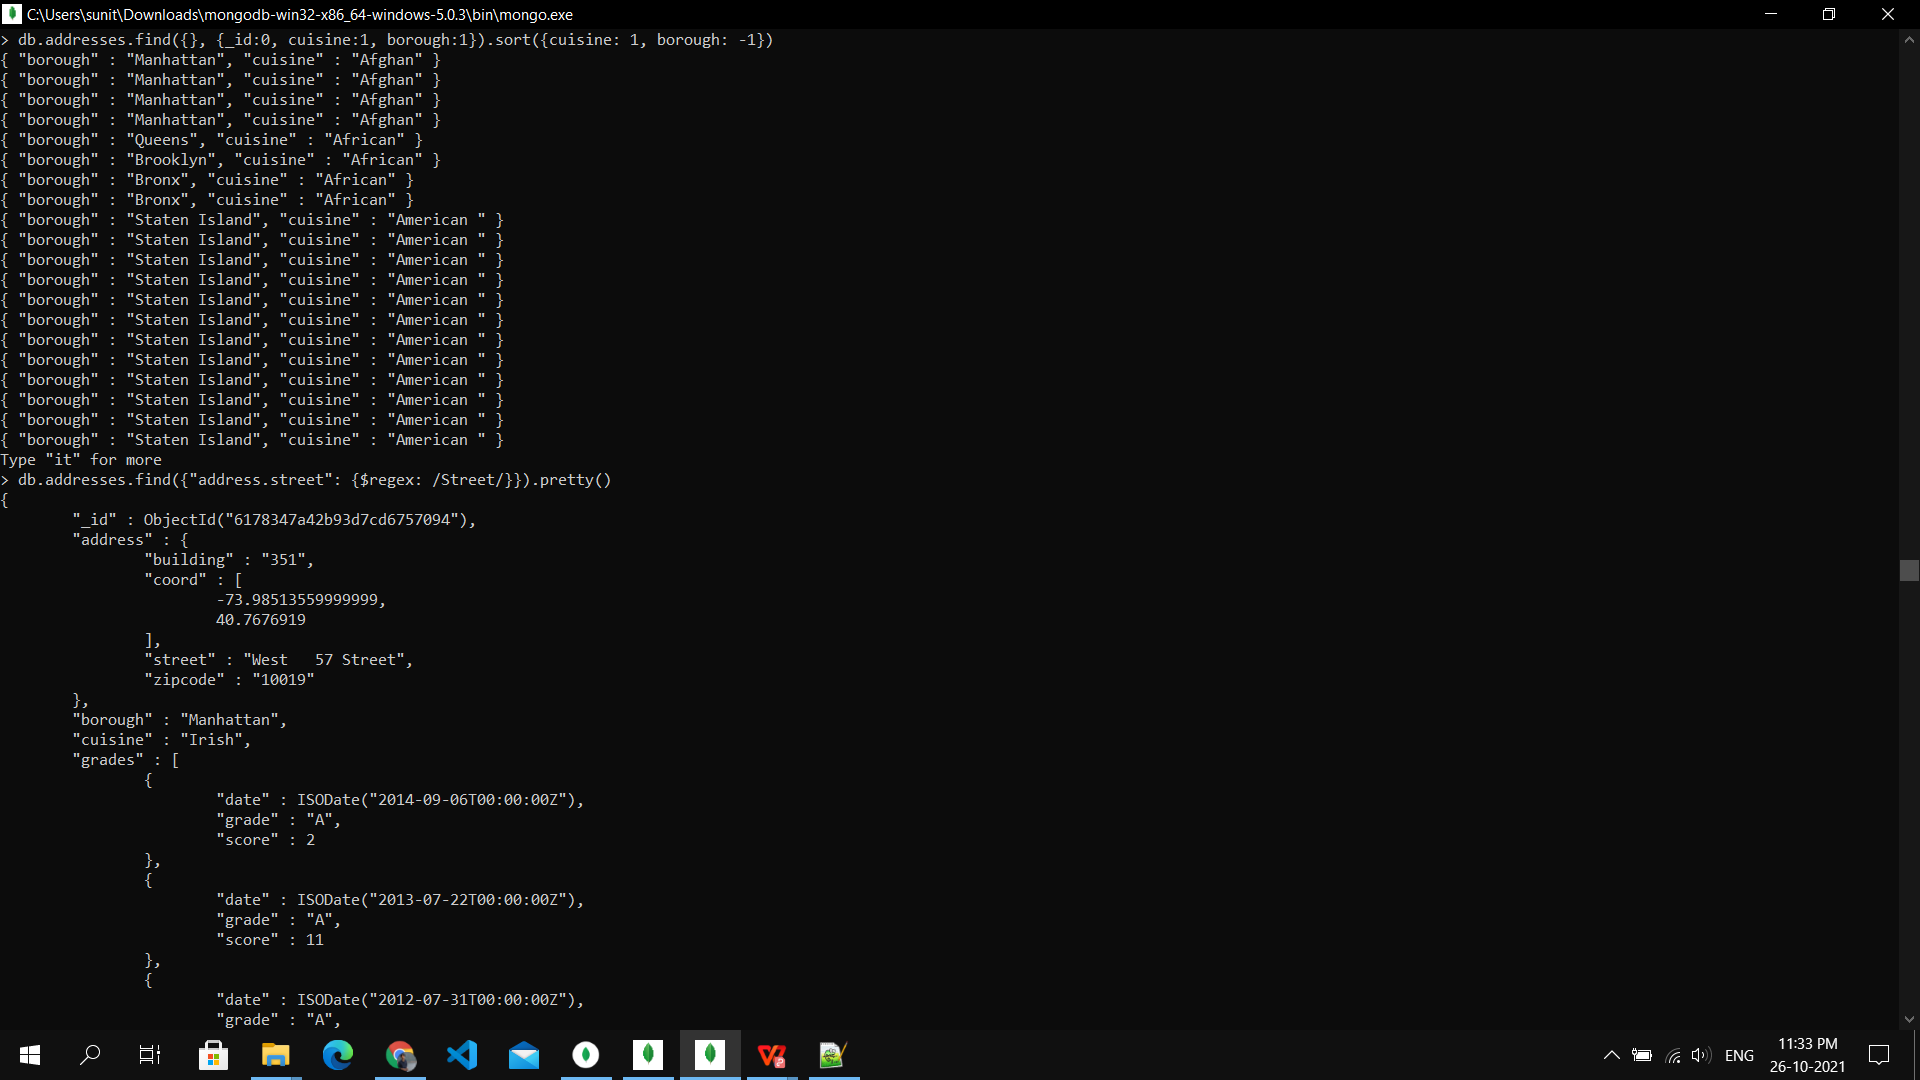 C:\Users\sunit\Downloads\mongodb-win32-x86_64-windows-5.0.3\bin\mongo.exe
> db.addresses.find({}, {_id:0, cuisine:1, borough:1}).sort({cuisine: 1, borough: -1})
{ "borough" : "Manhattan", "cuisine" : "Afghan" }
{ "borough" : "Manhattan", "cuisine" : "Afghan" }
{ "borough" : "Manhattan", "cuisine" : "Afghan" }
{ "borough" : "Manhattan", "cuisine" : "Afghan" }
{ "borough" : "Queens", "cuisine" : "African" }
{ "borough" : "Brooklyn", "cuisine" : "African" }
{ "borough" : "Bronx", "cuisine" : "African" }
{ "borough" : "Bronx", "cuisine" : "African" }
{ "borough" : "Staten Island", "cuisine" : "American " }
{ "borough" : "Staten Island", "cuisine" : "American " }
{ "borough" : "Staten Island", "cuisine" : "American " }
{ "borough" : "Staten Island", "cuisine" : "American " }
{ "borough" : "Staten Island", "cuisine" : "American " }
{ "borough" : "Staten Island", "cuisine" : "American " }
{ "borough" : "Staten Island", "cuisine" : "American " }
{ "borough" : "Staten Island", "cuisine" : "American " }
{ "borough" : "Staten Island", "cuisine" : "American " }
{ "borough" : "Staten Island", "cuisine" : "American " }
{ "borough" : "Staten Island", "cuisine" : "American " }
{ "borough" : "Staten Island", "cuisine" : "American " }
Type "it" for more
> db.addresses.find({"address.street": {$regex: /Street/}}).pretty()
{
        "_id" : ObjectId("6178347a42b93d7cd6757094"),
        "address" : {
                "building" : "351",
                "coord" : [
                        -73.98513559999999,
                        40.7676919
                ],
                "street" : "West   57 Street",
                "zipcode" : "10019"
        },
        "borough" : "Manhattan",
        "cuisine" : "Irish",
        "grades" : [
                {
                        "date" : ISODate("2014-09-06T00:00:00Z"),
                        "grade" : "A",
                        "score" : 2
                },
                {
                        "date" : ISODate("2013-07-22T00:00:00Z"),
                        "grade" : "A",
                        "score" : 11
                },
                {
                        "date" : ISODate("2012-07-31T00:00:00Z"),
                        "grade" : "A",
ENG
11:33 PM
26-10-2021